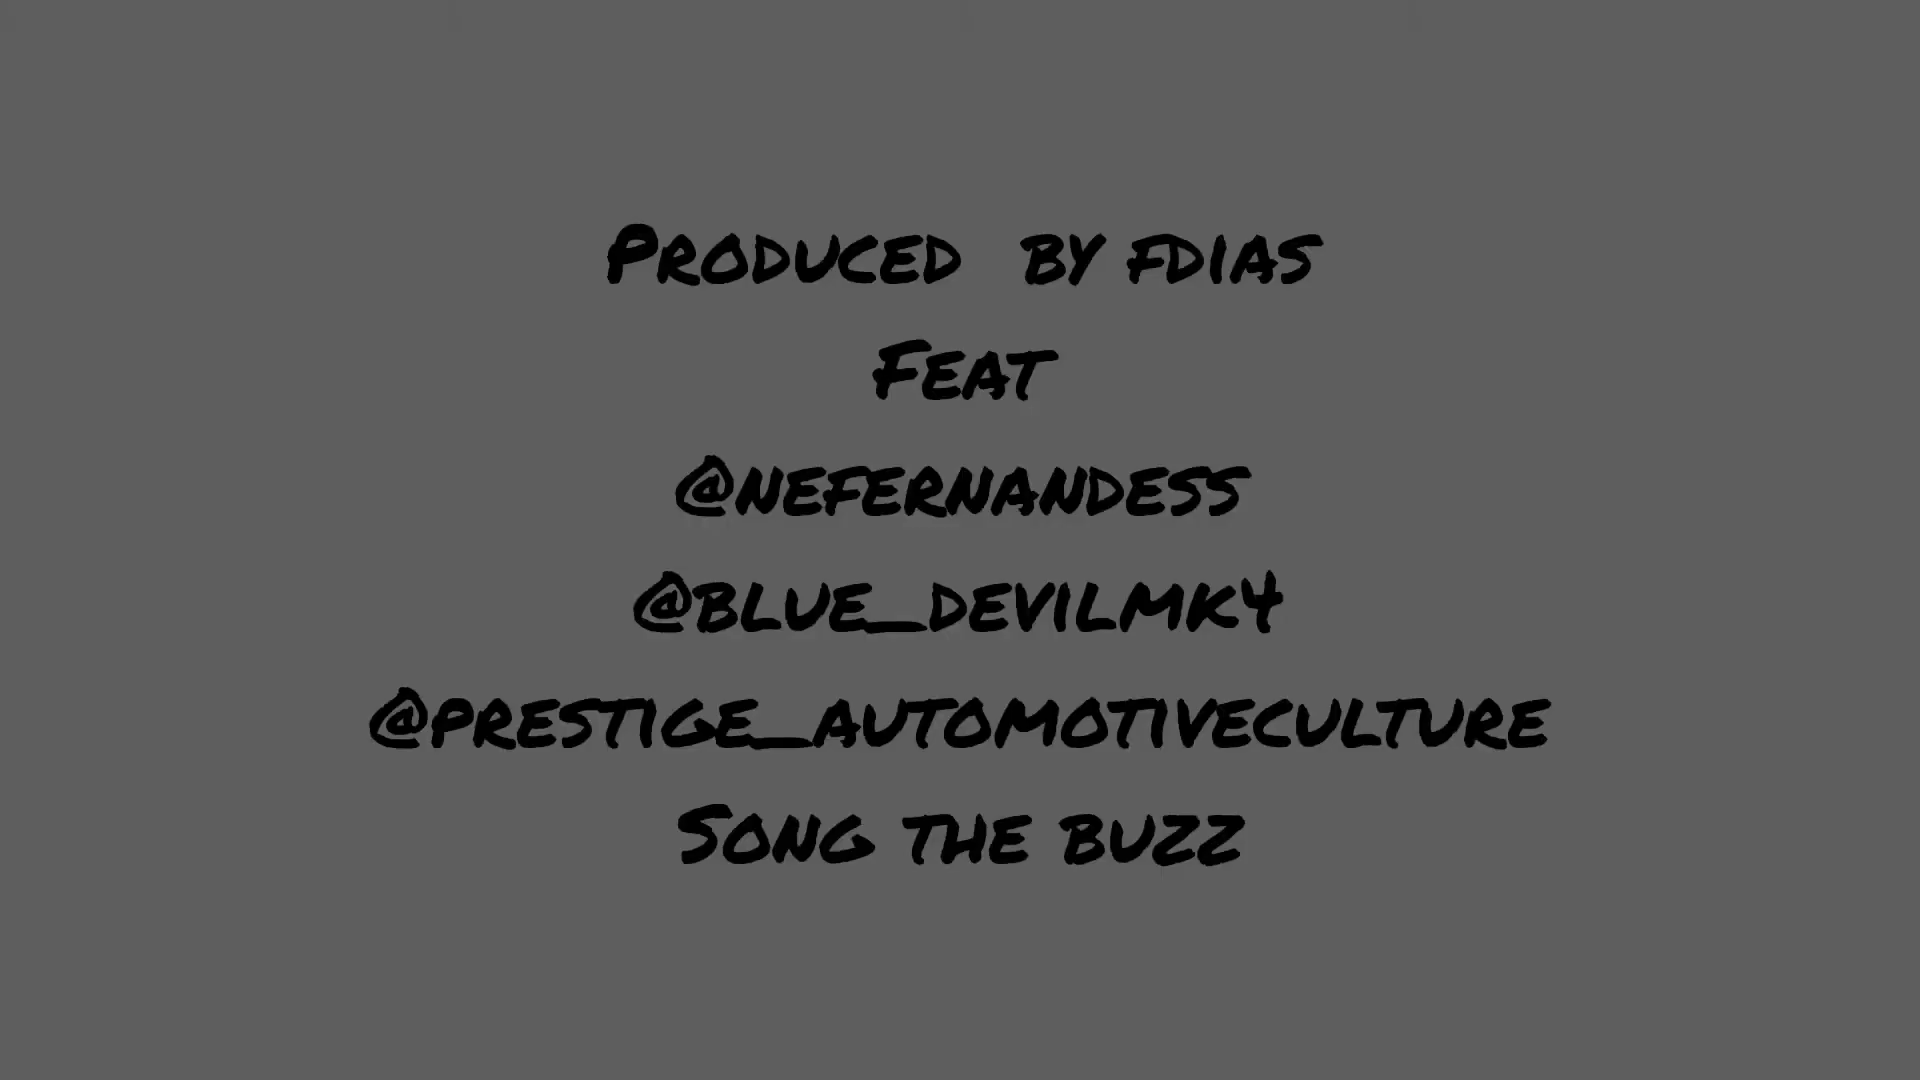 Produced by fdias
Feat
@nefernandess
@blue_devilmk4
@prestige_automotiveculture
Song the buzz